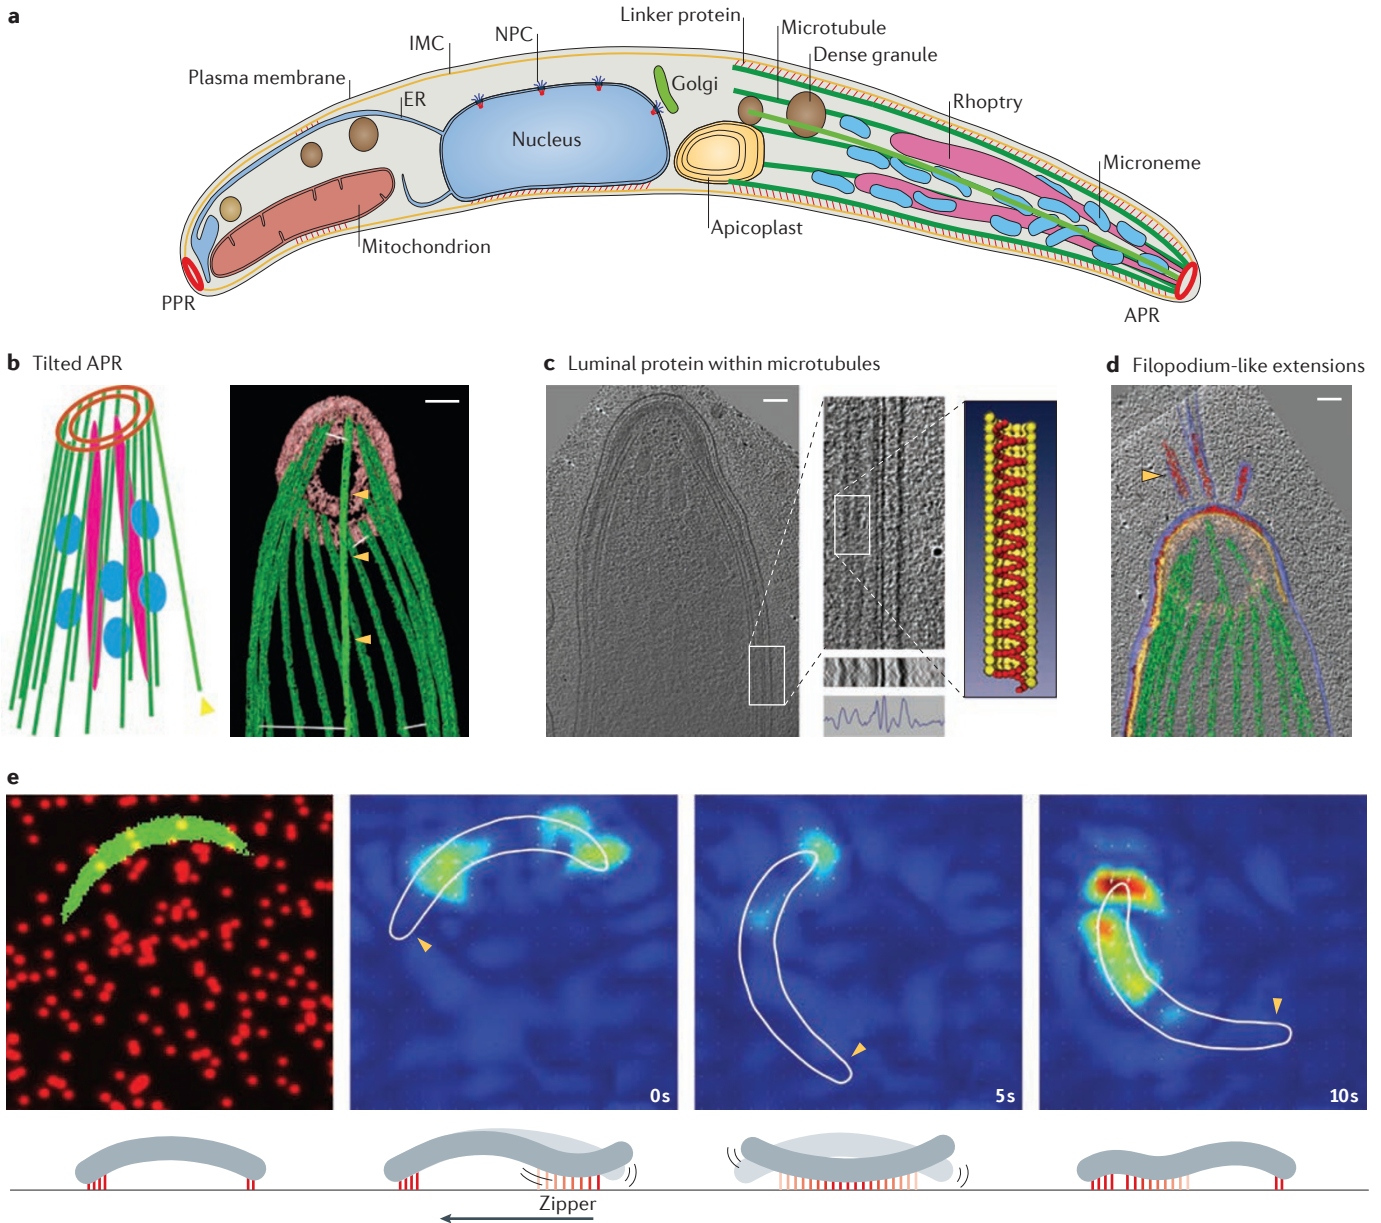 a
Linker protein
Microtubule
NPC
IMC
Dense granule
Plasma membrane
Golgi
ER
Rhoptry
Nucleus
Microneme
Apicoplast
Mitochondrion
PPR
APR
b Tilted APR
c Luminal protein within microtubules
d Filopodium-like extensions
e
0s
5s
10s
Zipper